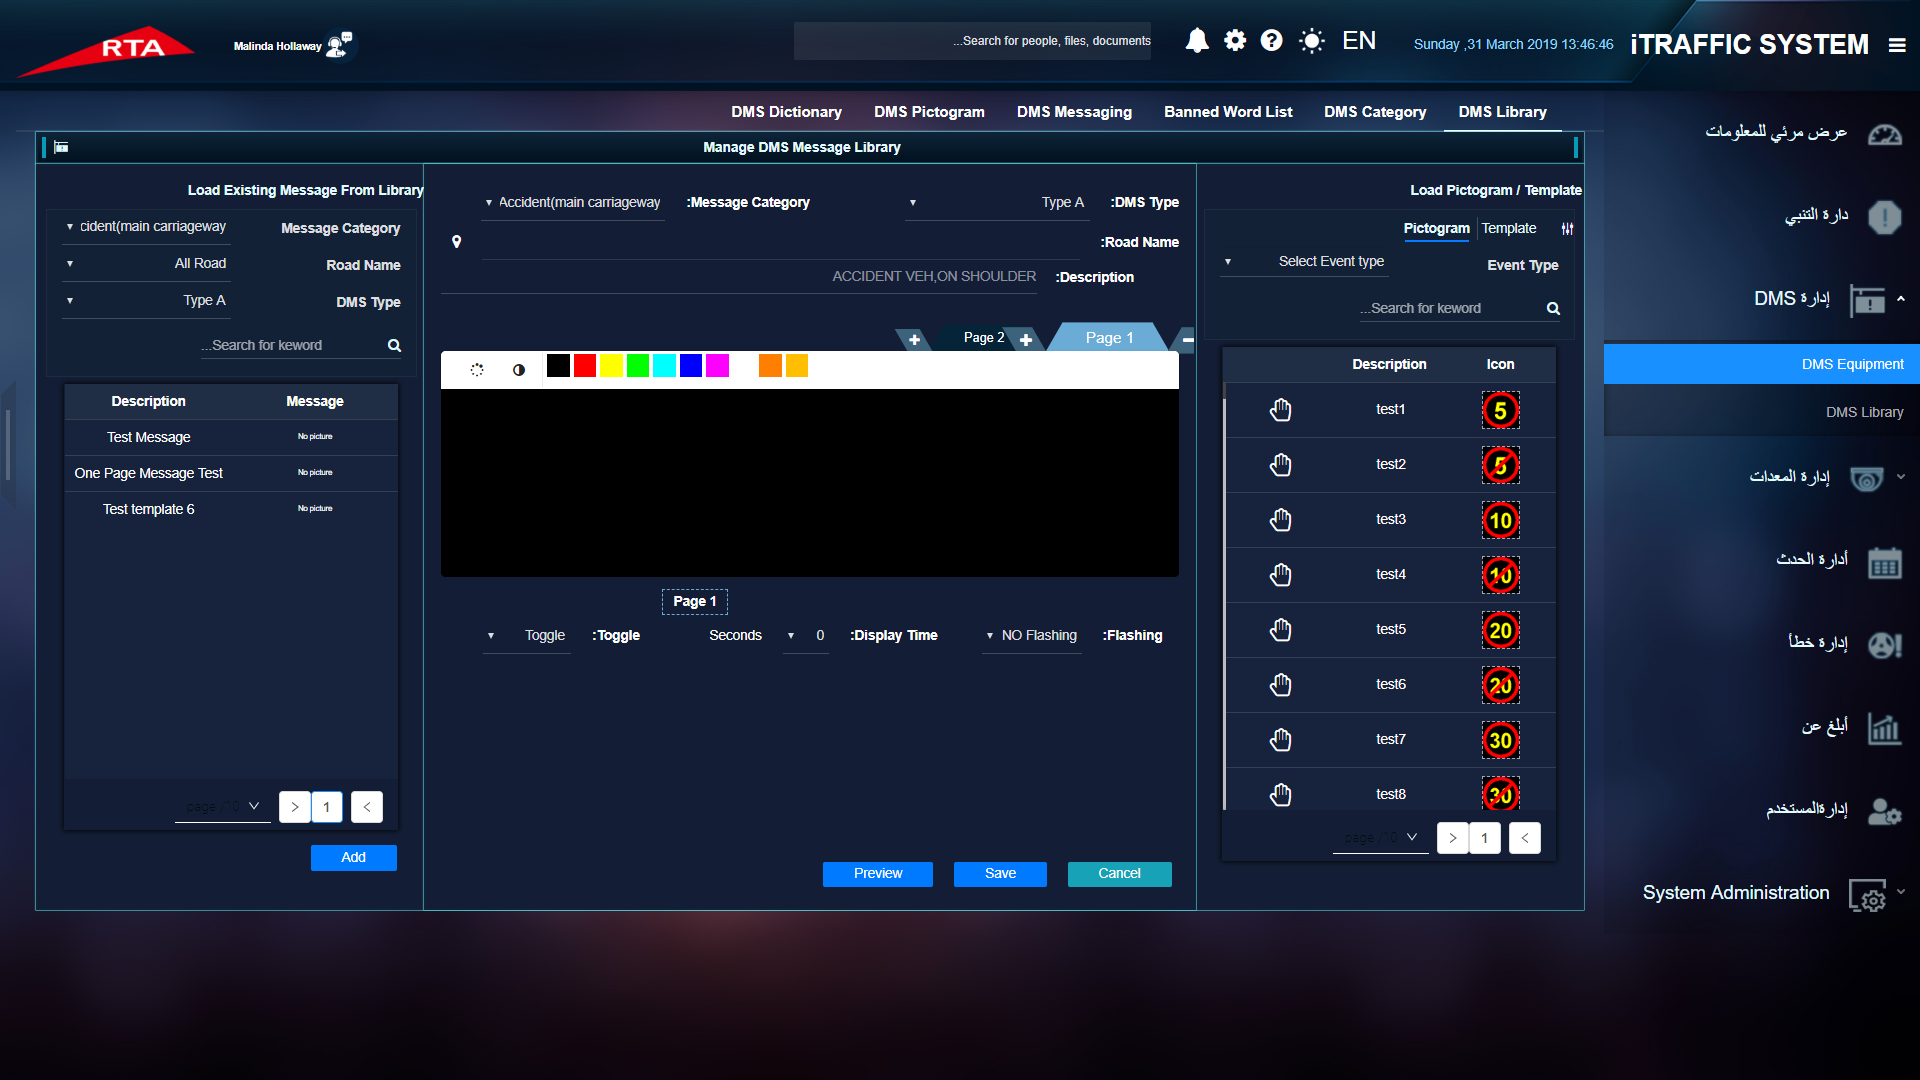 RTA
Malinda Hollaway
...Search for people, files, documents
EN
Sunday ,31 March 2019 13:46:46
iTRAFFIC SYSTEM
DMS Dictionary
DMS Pictogram
DMS Messaging
Banned Word List
DMS Category
DMS Library
Manage DMS Message Library
Load Existing Message From Library
cident(main carriageway
Message Category
All Road
Road Name
Type A
DMS Type
...Search for keword
Description
Message
Test Message
No picture
One Page Message Test
No picture
Test template 6
No picture
page /10
>
1
<
Add
Accident(main carriageway
:Message Category
Type A
:DMS Type
:Road Name
ACCIDENT VEH,ON SHOULDER
:Description
Page 2
Page 1
Page 1
Toggle
:Toggle
Seconds
0
:Display Time
NO Flashing
:Flashing
Preview
Save
Cancel
Load Pictogram / Template
Pictogram
Template
Select Event type
Event Type
...Search for keword
Description
Icon
test1
5
test2
5
test3
10
test4
10
test5
20
test6
20
test7
30
test8
30
page /10
>
1
<
عرض مرئي للمعلومات
دارة التنبي
إدارة DMS
DMS Equipment
DMS Library
إدارة المعدات
أدارة الحدث
إدارة خطأ
أبلغ عن
إدارةالمستخدم
System Administration